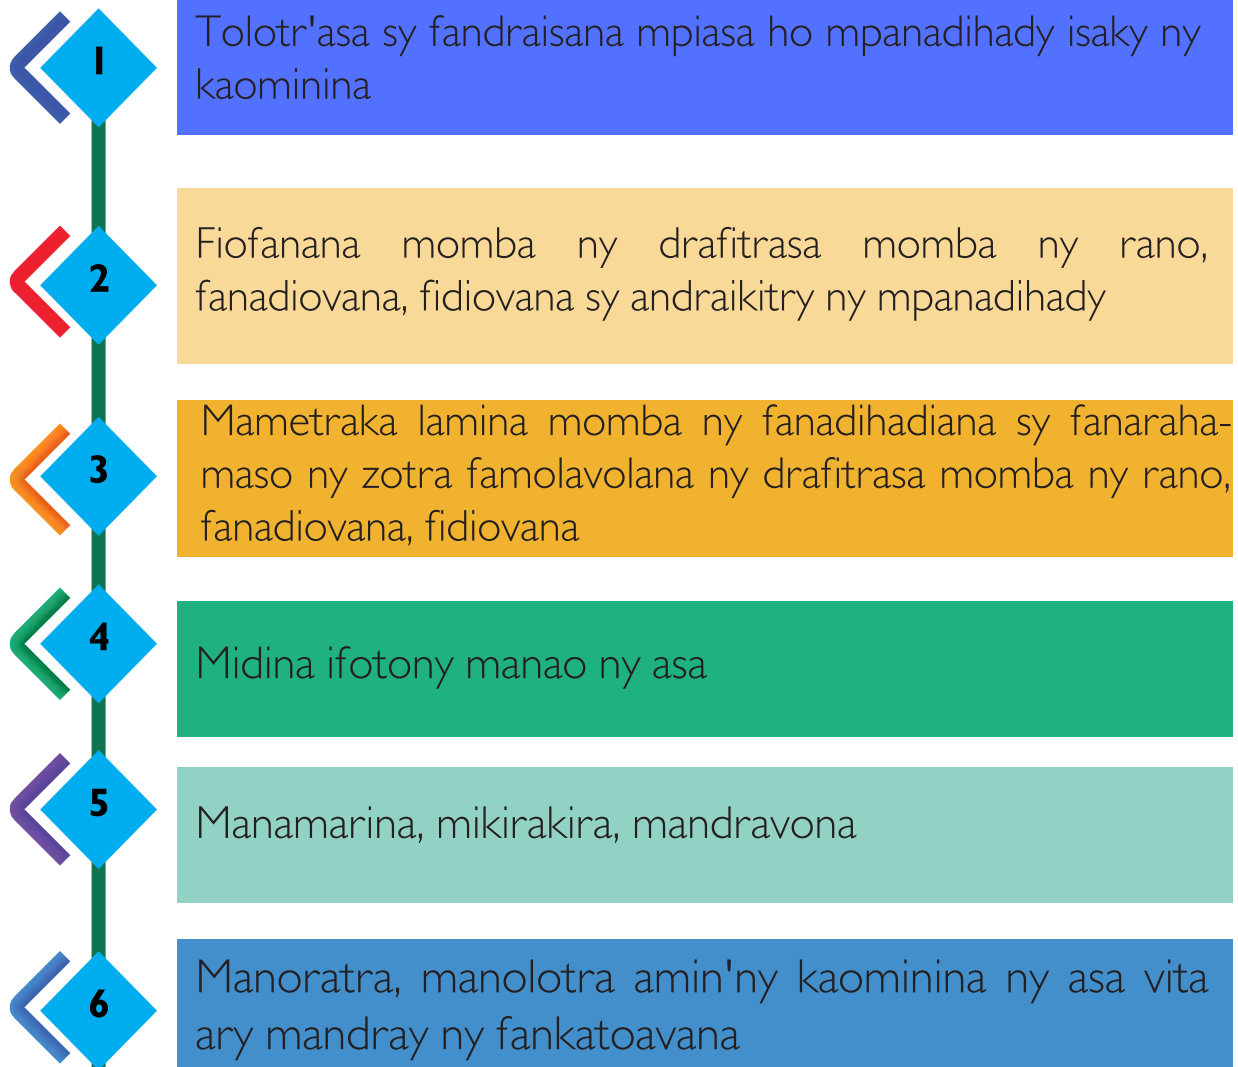 1
Tolotr'asa sy fandraisana mpiasa ho mpanadihady isaky ny
kaominina
2
Fiofanana momba ny drafitrasa momba ny rano,
fanadiovana, fidiovana sy andraikitry ny mpanadihady
3
Mametraka lamina momba ny fanadihadiana sy fanaraha-
maso ny zotra famolavolana ny drafitrasa momba ny rano,
fanadiovana, fidiovana
4
Midina ifotony manao ny asa
5
Manamarina, mikirakira, mandravona
6
Manoratra, manolotra amin'ny kaominina ny asa vita
ary mandray ny fankatoavana